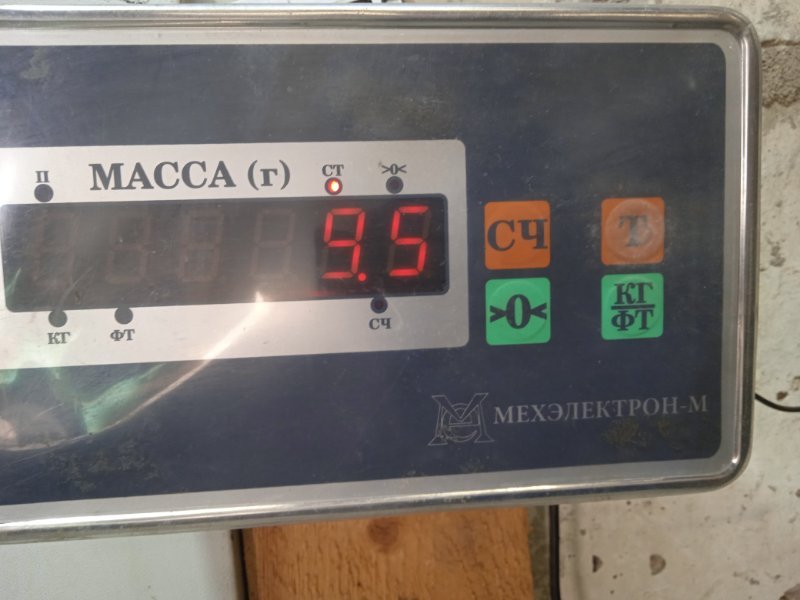 П МАССА (г) СТ >0<
9.5
КГ ФТ СЧ
СЧ Т
>0< КГ
ФТ
МЕХЭЛЕКТРОН-М